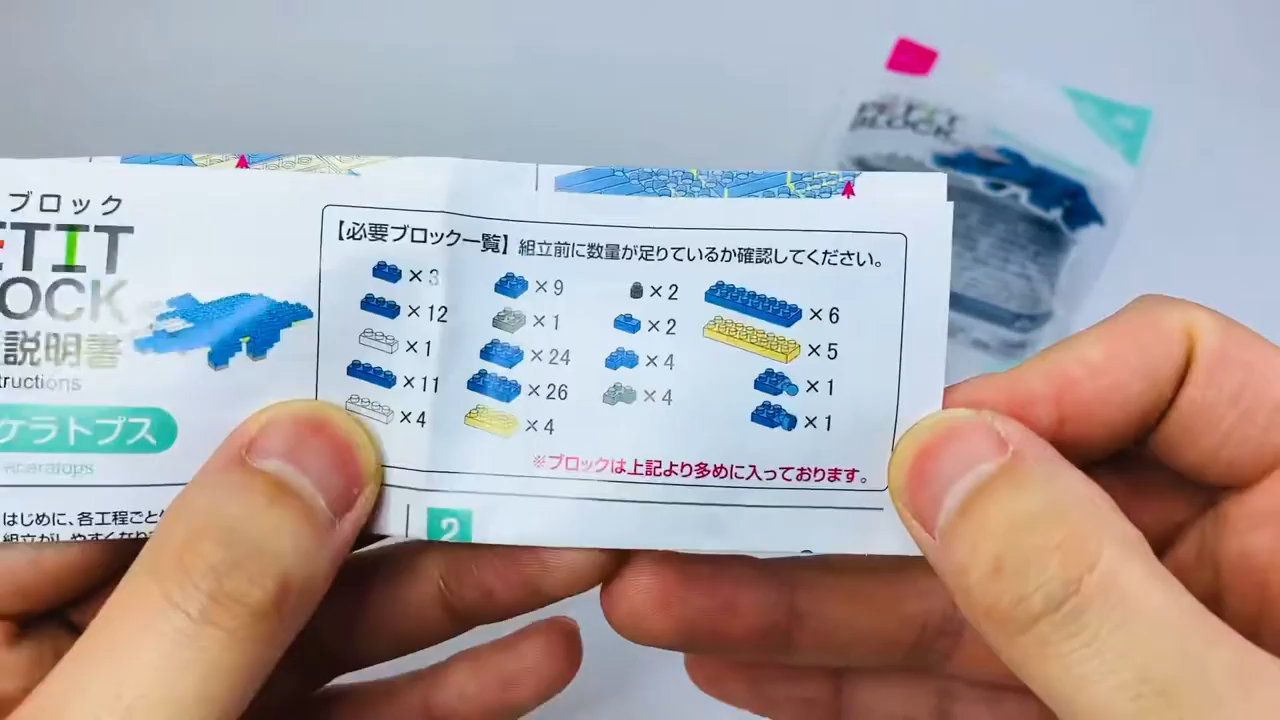 ブロック
ETIT
OCK
説明書
tructions
ケラトプス
【必要ブロック一覧】組立前に数量が足りているか確認してください。
×3
×12
×1
×11
×4
×9
×1
×24
×26
×4
×2
×2
×4
×4
×6
×5
×1
×1
※ブロックは上記より多めに入っております。
はじめに、各工程ごと
2
PETIT
BLOCK